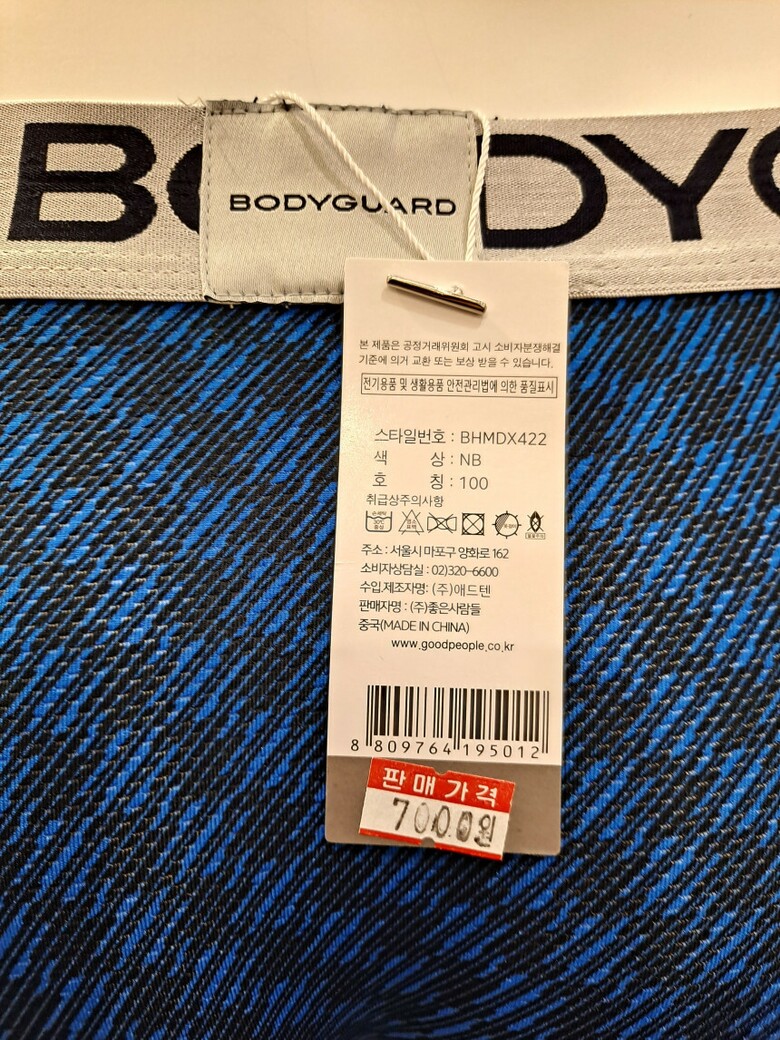 BODYGUARD
B
DY
본 제품은 공정거래위원회 고시 소비자분쟁해결
기준에 의거 교환 또는 보상 받을 수 있습니다.
전기용품 및 생활용품 안전관리법에 의한 품질표시
스타일번호 : BHMDX422
색 상 : NB
호 칭 : 100
취급상주의사항
주소 : 서울시 마포구 양화로 162
소비자상담실 : 02)320-6600
수입,제조자명: (주)애드텐
판매자명 : (주)좋은사람들
중국(MADE IN CHINA)
www.goodpeople.co.kr
8 809764 195012
판매가격
7000원